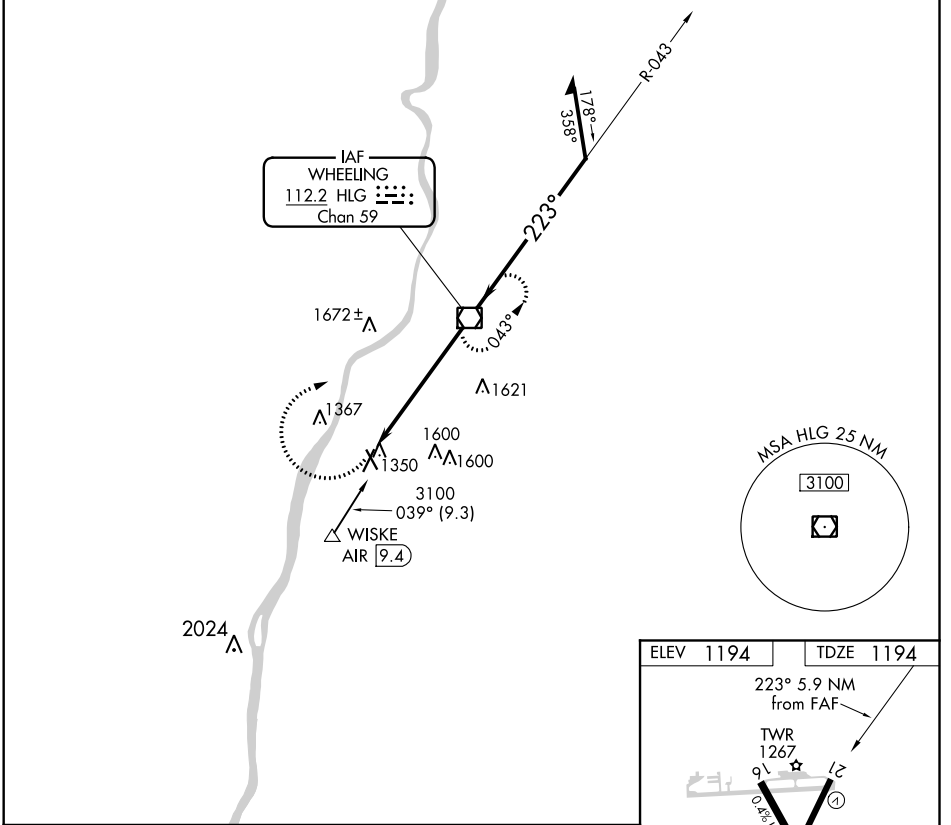 R-043
178°
358°
IAF
WHEELING
112.2 HLG
Chan 59
223°
043°
1672±
1621
1367
1600
1350
1600
3100
039° (9.3)
WISKE
AIR 9.4
MSA HLG 25 NM
3100
2024
ELEV 1194
TDZE 1194
223° 5.9 NM
from FAF
TWR
1267
16
21
V
0.4%